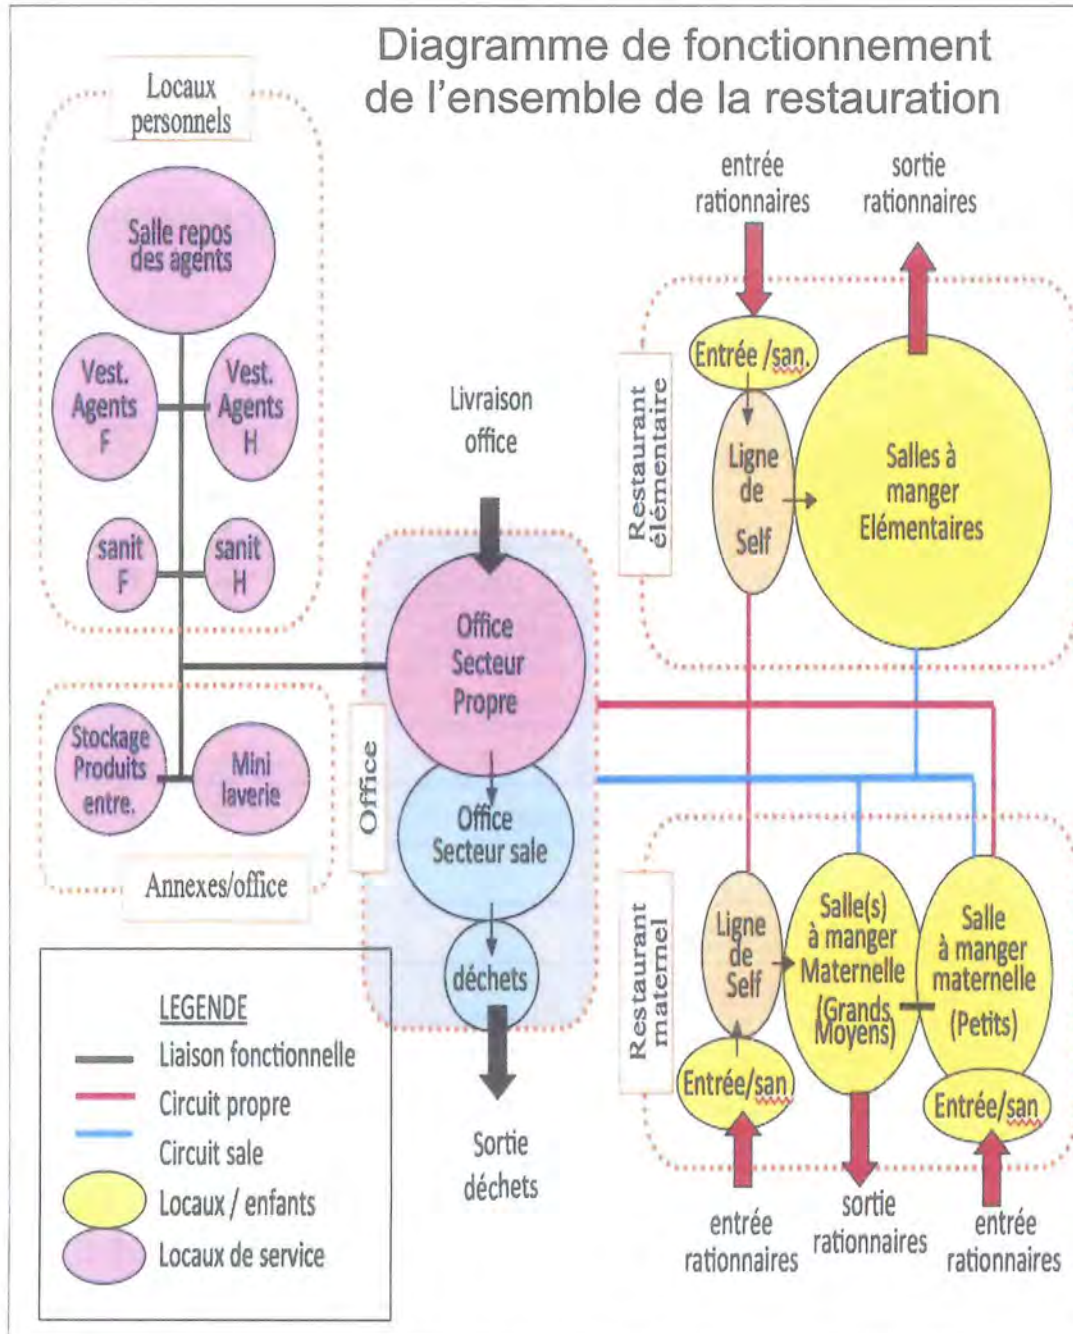 Diagramme de fonctionnement
de l'ensemble de la restauration
Locaux
personnels
Salle repos
des agents
Vest.
Agents
F
Vest.
Agents
H
sanit
F
sanit
H
Stockage
Produits
entre.
Mini
laverie
Annexes/office
Livraison
office
Office
Office
Secteur
Propre
Office
Secteur sale
déchets
Sortie
déchets
entrée
rationnaires
sortie
rationnaires
Restaurant
élémentaire
Entrée /san.
Ligne
de
Self
Salles à
manger
Elémentaires
Restaurant
maternel
Ligne
de
Self
Entrée/san
Salle(s)
à manger
Maternelle
(Grands
Moyens)
Salle
à manger
maternelle
(Petits)
Entrée/san
entrée
rationnaires
sortie
rationnaires
entrée
rationnaires
LEGENDE
Liaison fonctionnelle
Circuit propre
Circuit sale
Locaux / enfants
Locaux de service